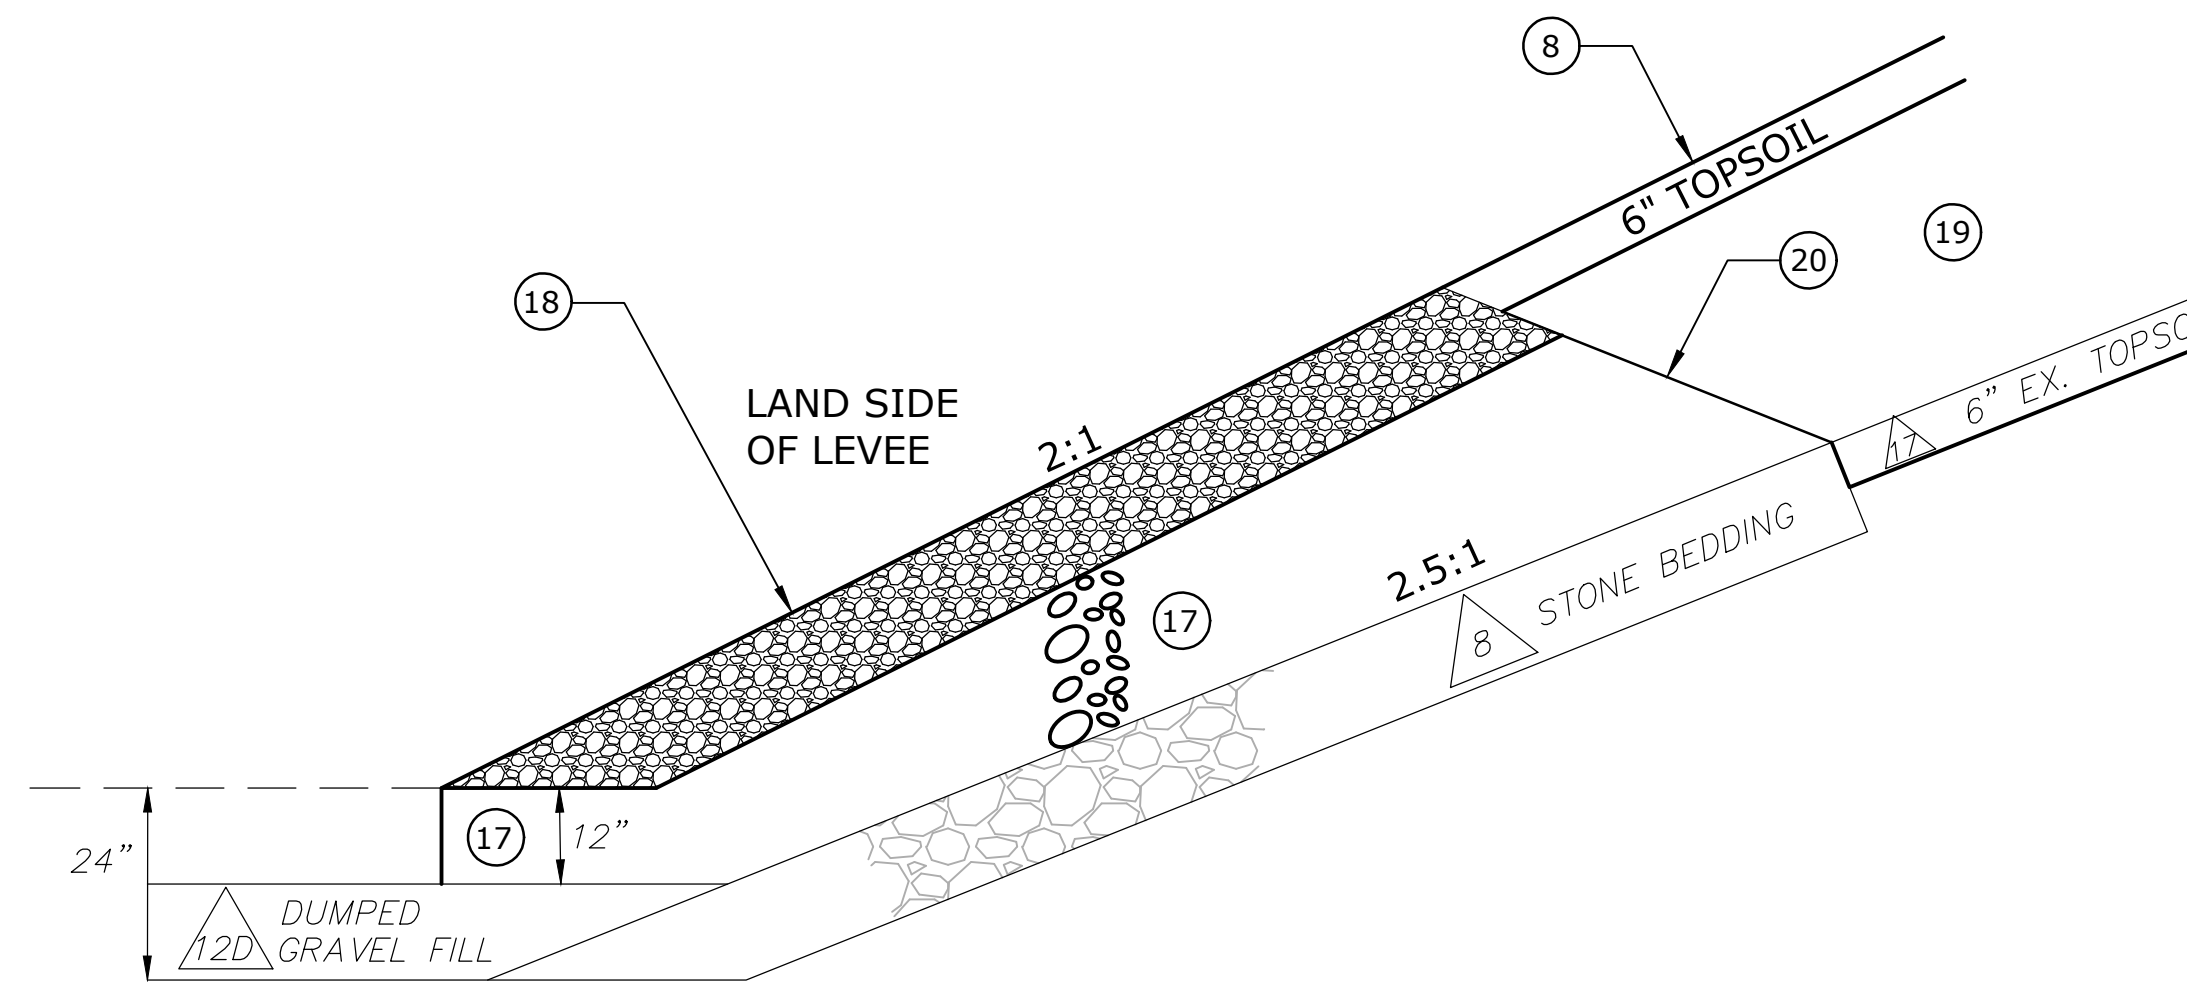 8
6" TOPSOIL
19
20
18
LAND SIDE
OF LEVEE
2:1
6” EX. TOPSO
17
2.5:1
STONE BEDDING
8
17
17
12”
24”
DUMPED
GRAVEL FILL
12D